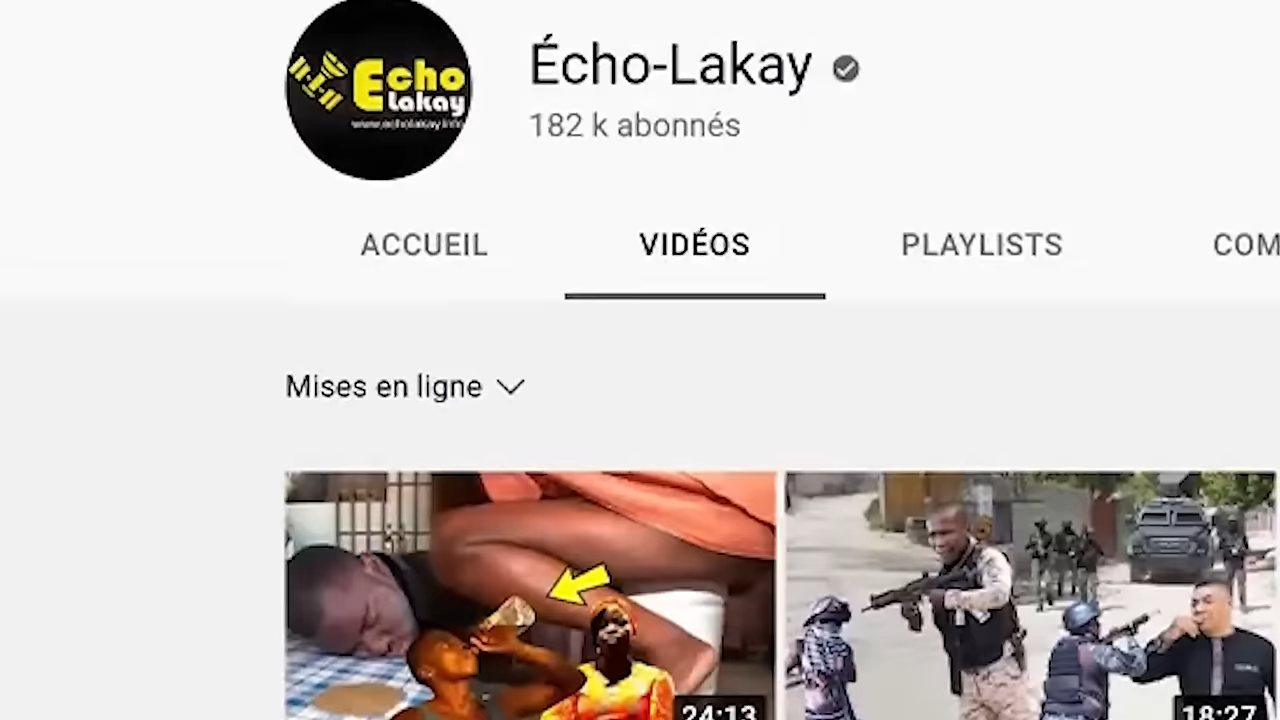 Echo
Lakay
www.echolakay.info
Écho-Lakay
182 k abonnés
ACCUEIL
VIDÉOS
PLAYLISTS
COM
Mises en ligne
24:13
18:27